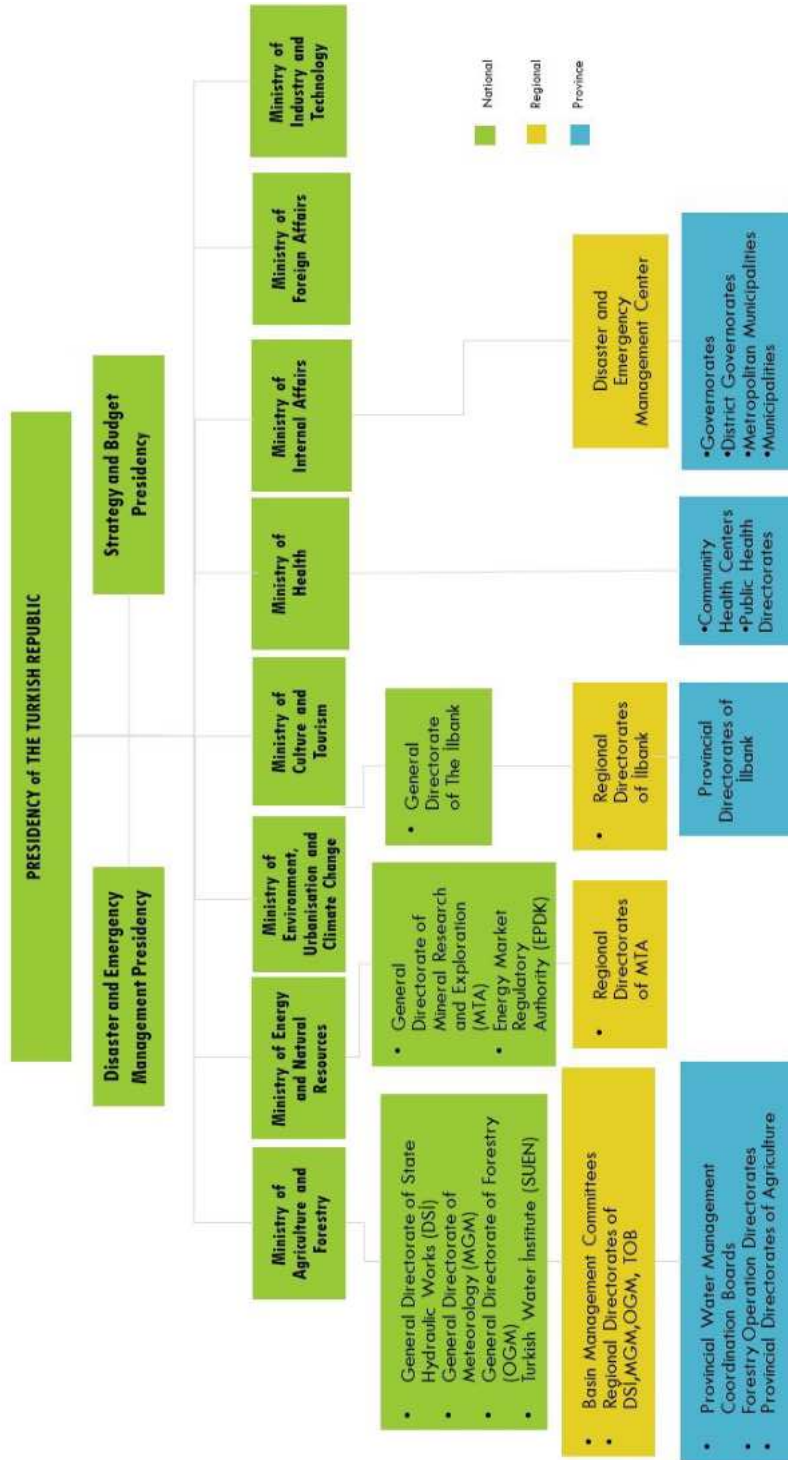 PRESIDENCY of THE TURKISH REPUBLIC
Disaster and Emergency
Management Presidency
Strategy and Budget
Presidency
Ministry of
Agriculture and
Forestry
Ministry of Energy
and Natural
Resources
Ministry of
Environment,
Urbanisation and
Climate Change
Ministry of
Culture and
Tourism
Ministry of
Health
Ministry of
Internal Affairs
Ministry of
Foreign Affairs
Ministry of
Industry and
Technology
• General Directorate of State
Hydraulic Works (DSİ)
• General Directorate of
Meteorology (MGM)
• General Directorate of Forestry
(OGM)
• Turkish Water İnstitute (SUEN)
• General
Directorate of
Mineral Research
and Exploration
(MTA)
• Energy Market
Regulatory
Authority (EPDK)
• General
Directorate
of The İlbank
National
Regional
Province
• Basin Management Committees
• Regional Directorates of
DSİ,MGM,OGM, TOB
• Regional
Directorates
of MTA
• Regional
Directorates
of İlbank
Disaster and
Emergency
Management Center
• Provincial Water Management
Coordination Boards
• Forestry Operation Directorates
• Provincial Directorates of Agriculture
Provincial
Directorates of
İlbank
•Community
Health Centers
•Public Health
Directorates
•Governorates
•District Governorates
•Metropolitan Municipalities
•Municipalities